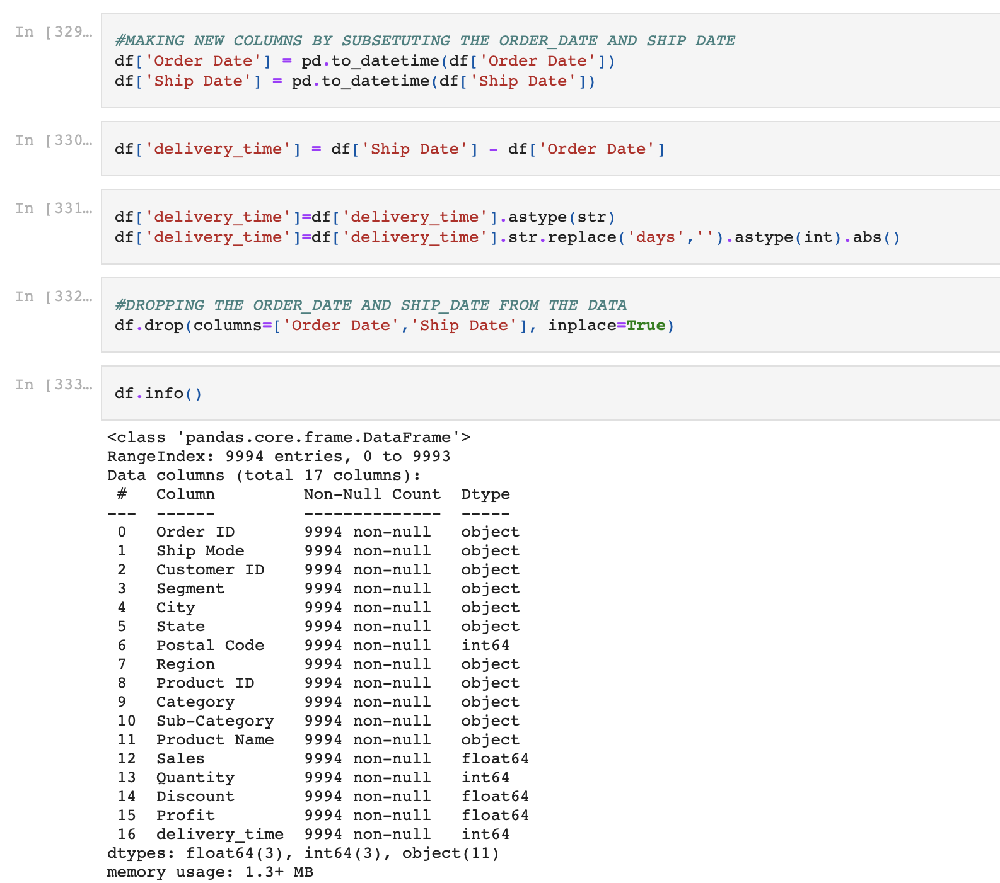 In [329…
#MAKING NEW COLUMNS BY SUBSETUTING THE ORDER_DATE AND SHIP DATE
df['Order Date'] = pd.to_datetime(df['Order Date'])
df['Ship Date'] = pd.to_datetime(df['Ship Date'])
In [330…
df['delivery_time'] = df['Ship Date'] - df['Order Date']
In [331…
df['delivery_time']=df['delivery_time'].astype(str)
df['delivery_time']=df['delivery_time'].str.replace('days','').astype(int).abs()
In [332…
#DROPPING THE ORDER_DATE AND SHIP_DATE FROM THE DATA
df.drop(columns=['Order Date','Ship Date'], inplace=True)
In [333…
df.info()
<class 'pandas.core.frame.DataFrame'>
RangeIndex: 9994 entries, 0 to 9993
Data columns (total 17 columns):
 #   Column         Non-Null Count  Dtype
---  ------         --------------  -----
 0   Order ID       9994 non-null   object
 1   Ship Mode      9994 non-null   object
 2   Customer ID    9994 non-null   object
 3   Segment        9994 non-null   object
 4   City           9994 non-null   object
 5   State          9994 non-null   object
 6   Postal Code    9994 non-null   int64
 7   Region         9994 non-null   object
 8   Product ID     9994 non-null   object
 9   Category       9994 non-null   object
 10  Sub-Category   9994 non-null   object
 11  Product Name   9994 non-null   object
 12  Sales          9994 non-null   float64
 13  Quantity       9994 non-null   int64
 14  Discount       9994 non-null   float64
 15  Profit         9994 non-null   float64
 16  delivery_time  9994 non-null   int64
dtypes: float64(3), int64(3), object(11)
memory usage: 1.3+ MB